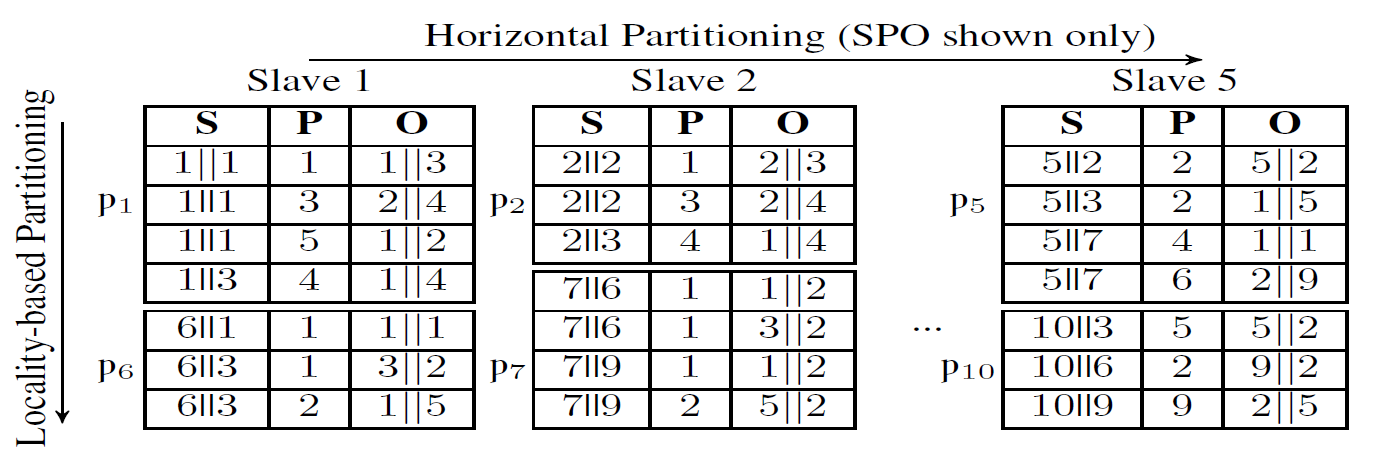 Horizontal Partitioning (SPO shown only)
Locality-based Partitioning
Slave 1
S P O
p1
1||1 1 1||3
1||1 3 2||4
1||1 5 1||2
1||3 4 1||4
p6
6||1 1 1||1
6||3 1 3||2
6||3 2 1||5
Slave 2
S P O
p2
2||2 1 2||3
2||2 3 2||4
2||3 4 1||4
p7
7||6 1 1||2
7||6 1 3||2
7||9 1 1||2
7||9 2 5||2
...
Slave 5
S P O
p5
5||2 2 5||2
5||3 2 1||5
5||7 4 1||1
5||7 6 2||9
p10
10||3 5 5||2
10||6 2 9||2
10||9 9 2||5